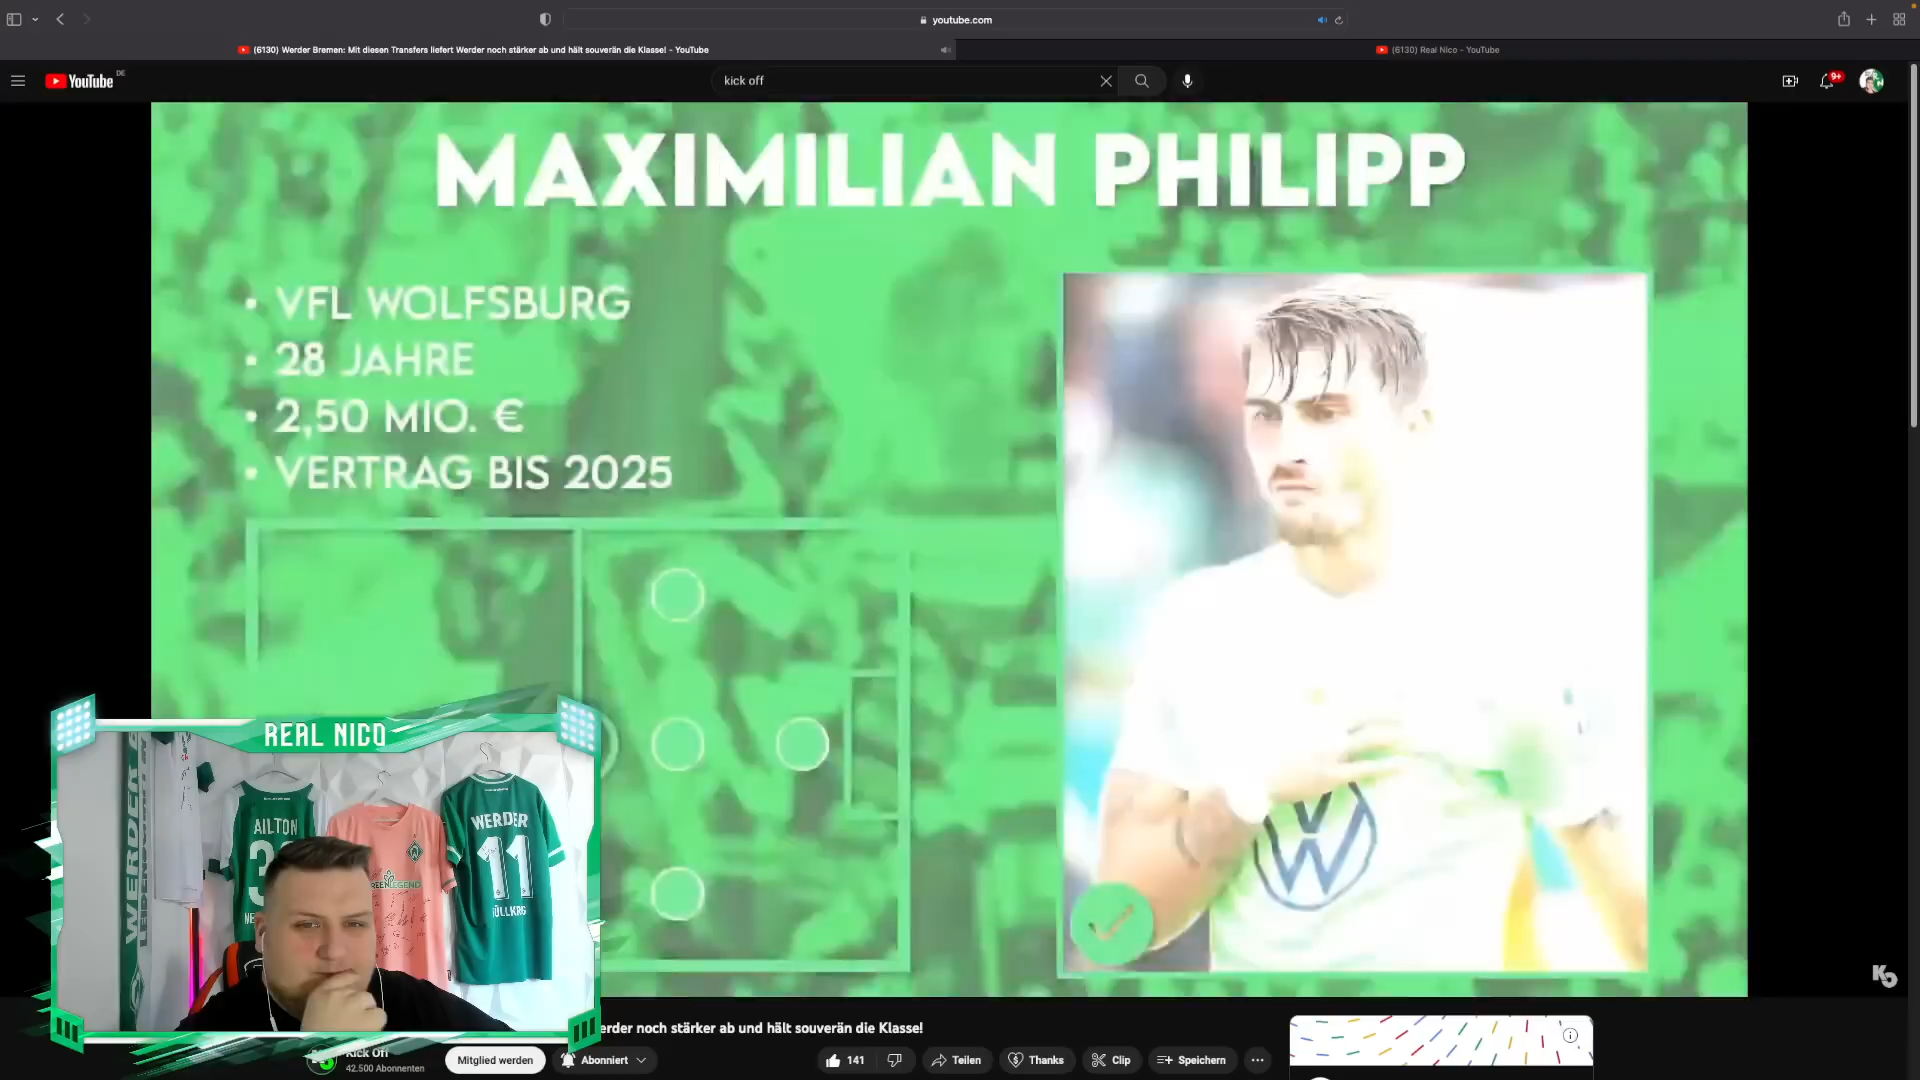 youtube.com
(6130) Werder Bremen: Mit diesen Transfers liefert Werder noch stärker ab und hält souverän die Klasse! - YouTube
(6130) Real Nico - YouTube
YouTube DE
kick off
9+
MAXIMILIAN PHILIPP
• VFL WOLFSBURG
• 28 JAHRE
• 2,50 MIO. €
• VERTRAG BIS 2025
REAL NICO
WERDER
AILTON
WERDER
11
GREENLEGEND
KO
erder noch stärker ab und hält souverän die Klasse!
Kick Off
42.500 Abonnenten
Mitglied werden
Abonniert
141
Teilen
Thanks
Clip
Speichern